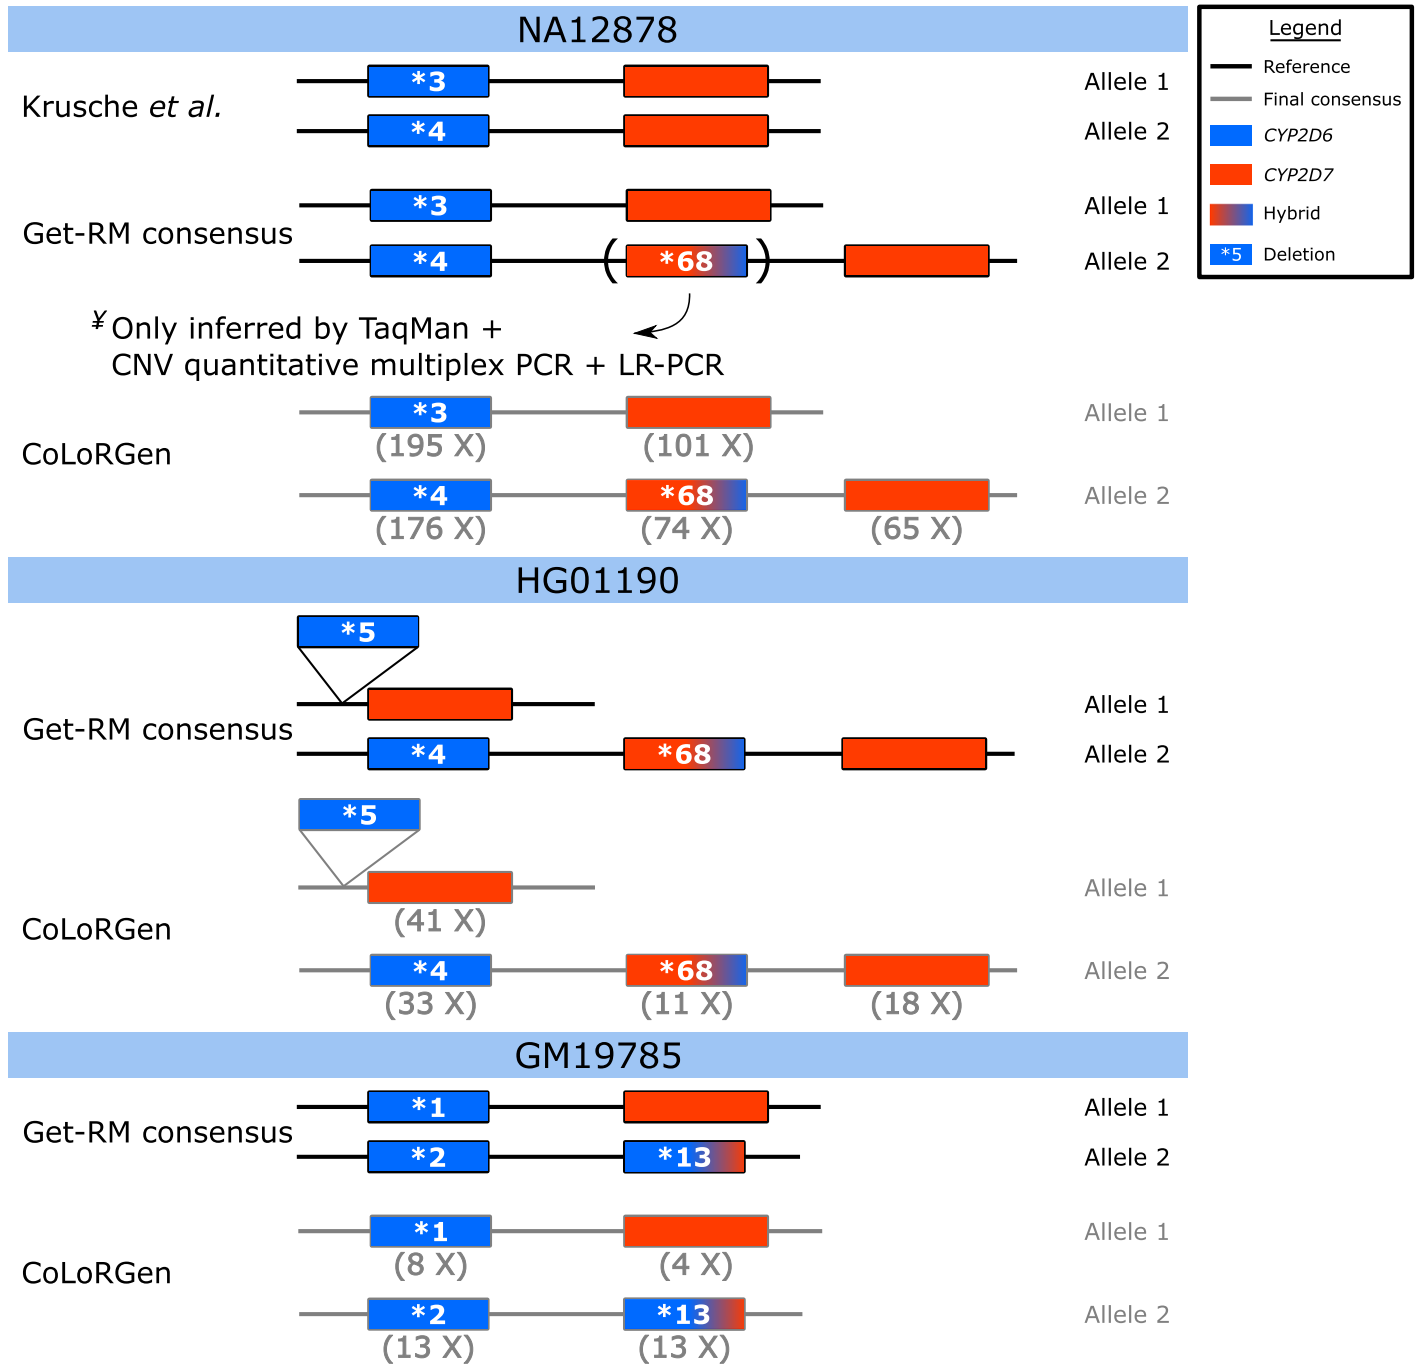 NA12878
Legend
Reference
Final consensus
CYP2D6
CYP2D7
Hybrid
*5 Deletion
Krusche et al.
*3 Allele 1
*4 Allele 2
Get-RM consensus
*3 Allele 1
*4 ( *68 ) Allele 2
¥ Only inferred by TaqMan +
CNV quantitative multiplex PCR + LR-PCR
CoLoRGen
*3 Allele 1
(195 X) (101 X)
*4 *68 Allele 2
(176 X) (74 X) (65 X)
HG01190
Get-RM consensus
*5
Allele 1
*4 *68 Allele 2
CoLoRGen
*5
Allele 1
(41 X)
*4 *68 Allele 2
(33 X) (11 X) (18 X)
GM19785
Get-RM consensus
*1 Allele 1
*2 *13 Allele 2
CoLoRGen
*1 Allele 1
(8 X) (4 X)
*2 *13 Allele 2
(13 X) (13 X)